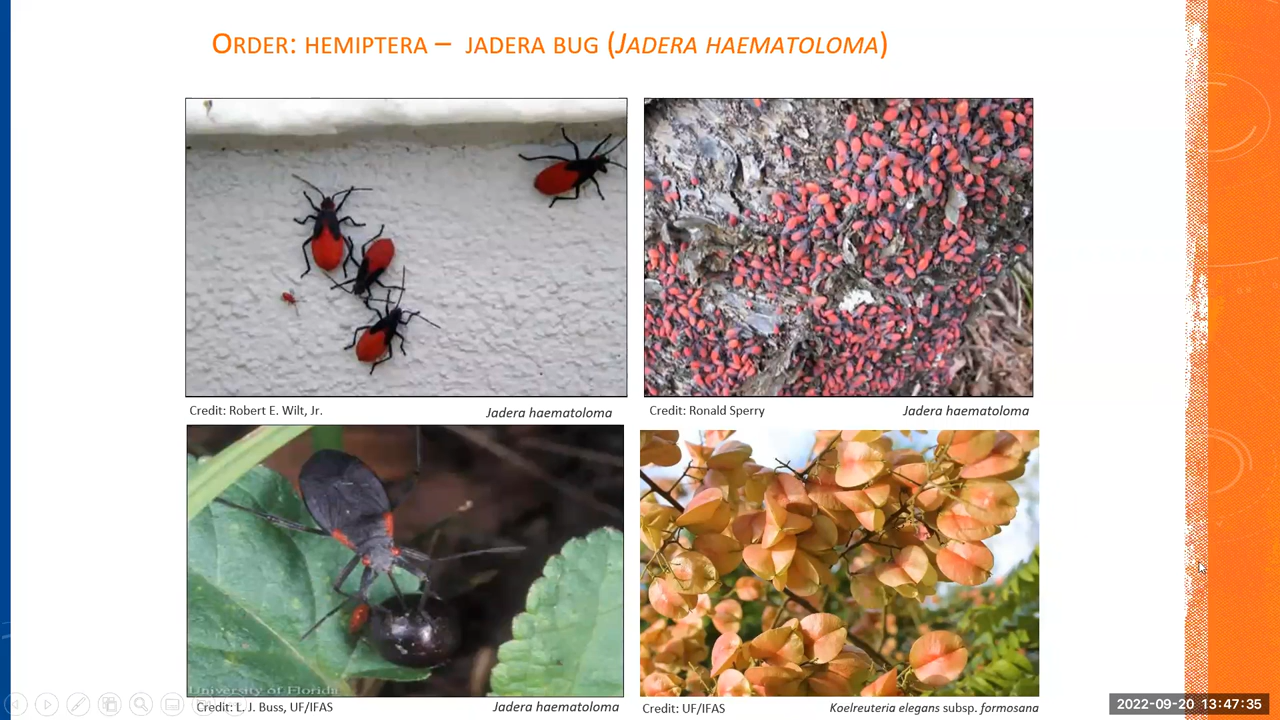 ORDER: HEMIPTERA – JADERA BUG (JADERA HAEMATOLOMA)
Credit: Robert E. Wilt, Jr.
Jadera haematoloma
Credit: Ronald Sperry
Jadera haematoloma
University of Florida
Credit: L. J. Buss, UF/IFAS
Jadera haematoloma
Credit: UF/IFAS
Koelreuteria elegans subsp. formosana
2022-09-20 13:47:35